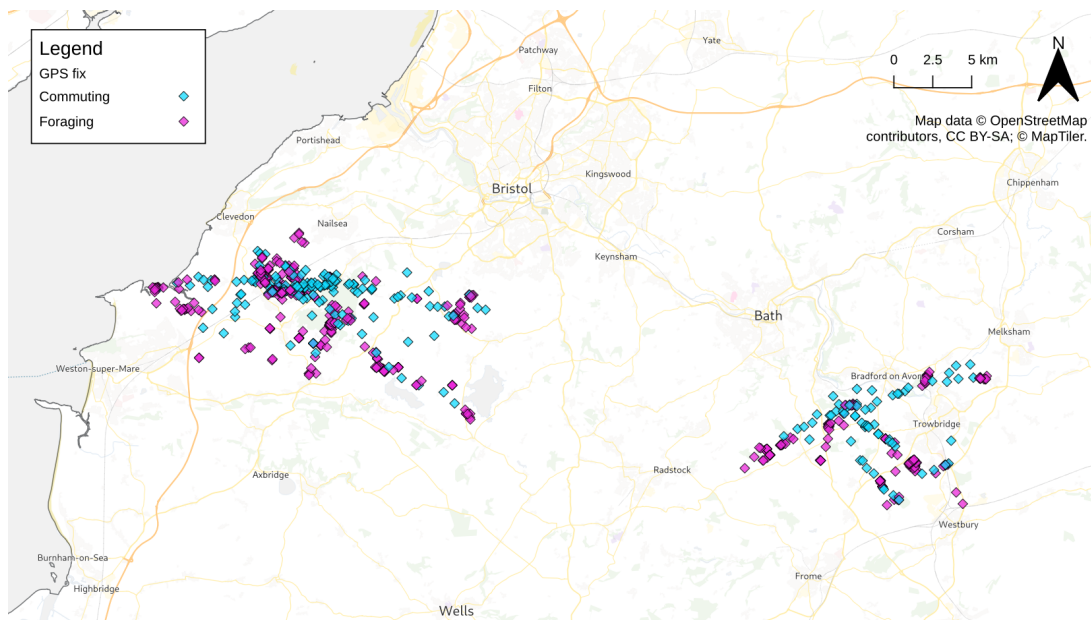 Legend
GPS fix
Commuting
Foraging
N
0 2.5 5 km
Map data © OpenStreetMap
contributors, CC BY-SA; © MapTiler.
Yate
Patchway
Filton
Portishead
Kingswood
Chippenham
Bristol
Clevedon
Nailsea
Corsham
Keynsham
Bath
Melksham
Weston-super-Mare
Bradford on Avon
Trowbridge
Radstock
Axbridge
Westbury
Burnham-on-Sea
Frome
Highbridge
Wells